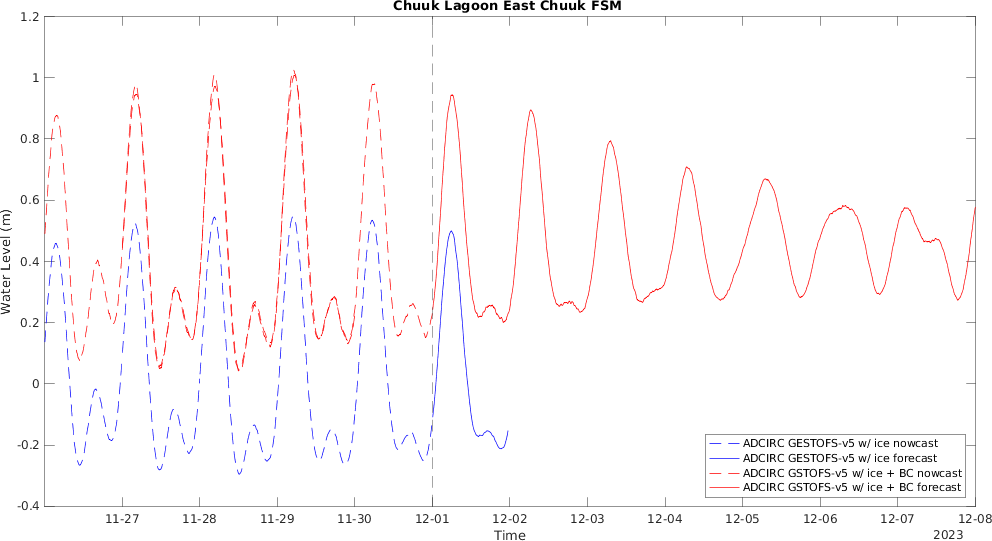 Chuuk Lagoon East Chuuk FSM
Water Level (m)
1.2
1
0.8
0.6
0.4
0.2
0
-0.2
-0.4
ADCIRC GESTOFS-v5 w/ ice nowcast
ADCIRC GESTOFS-v5 w/ ice forecast
ADCIRC GSTOFS-v5 w/ ice + BC nowcast
ADCIRC GSTOFS-v5 w/ ice + BC forecast
11-27 11-28 11-29 11-30 12-01 12-02 12-03 12-04 12-05 12-06 12-07 12-08
Time
2023